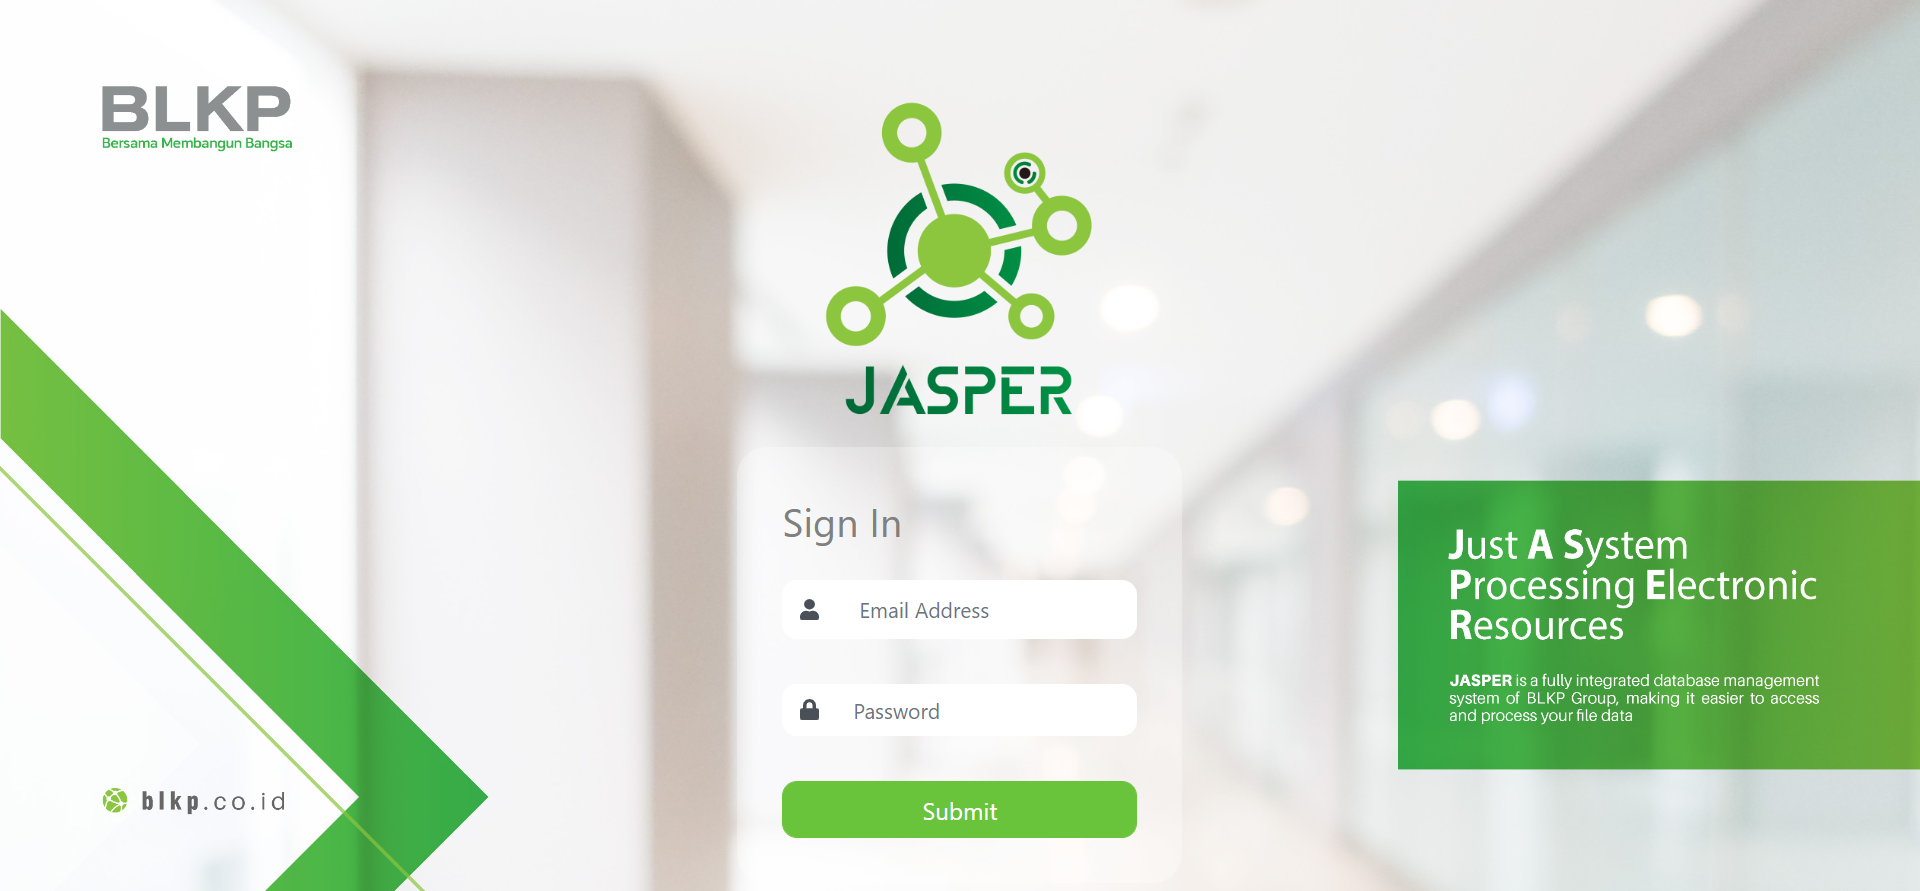 BLKP
Bersama Membangun Bangsa
JASPER
Sign In
Email Address
Password
Submit
Just A System
Processing Electronic
Resources
JASPER is a fully integrated database management
system of BLKP Group, making it easier to access
and process your file data
blkp.co.id